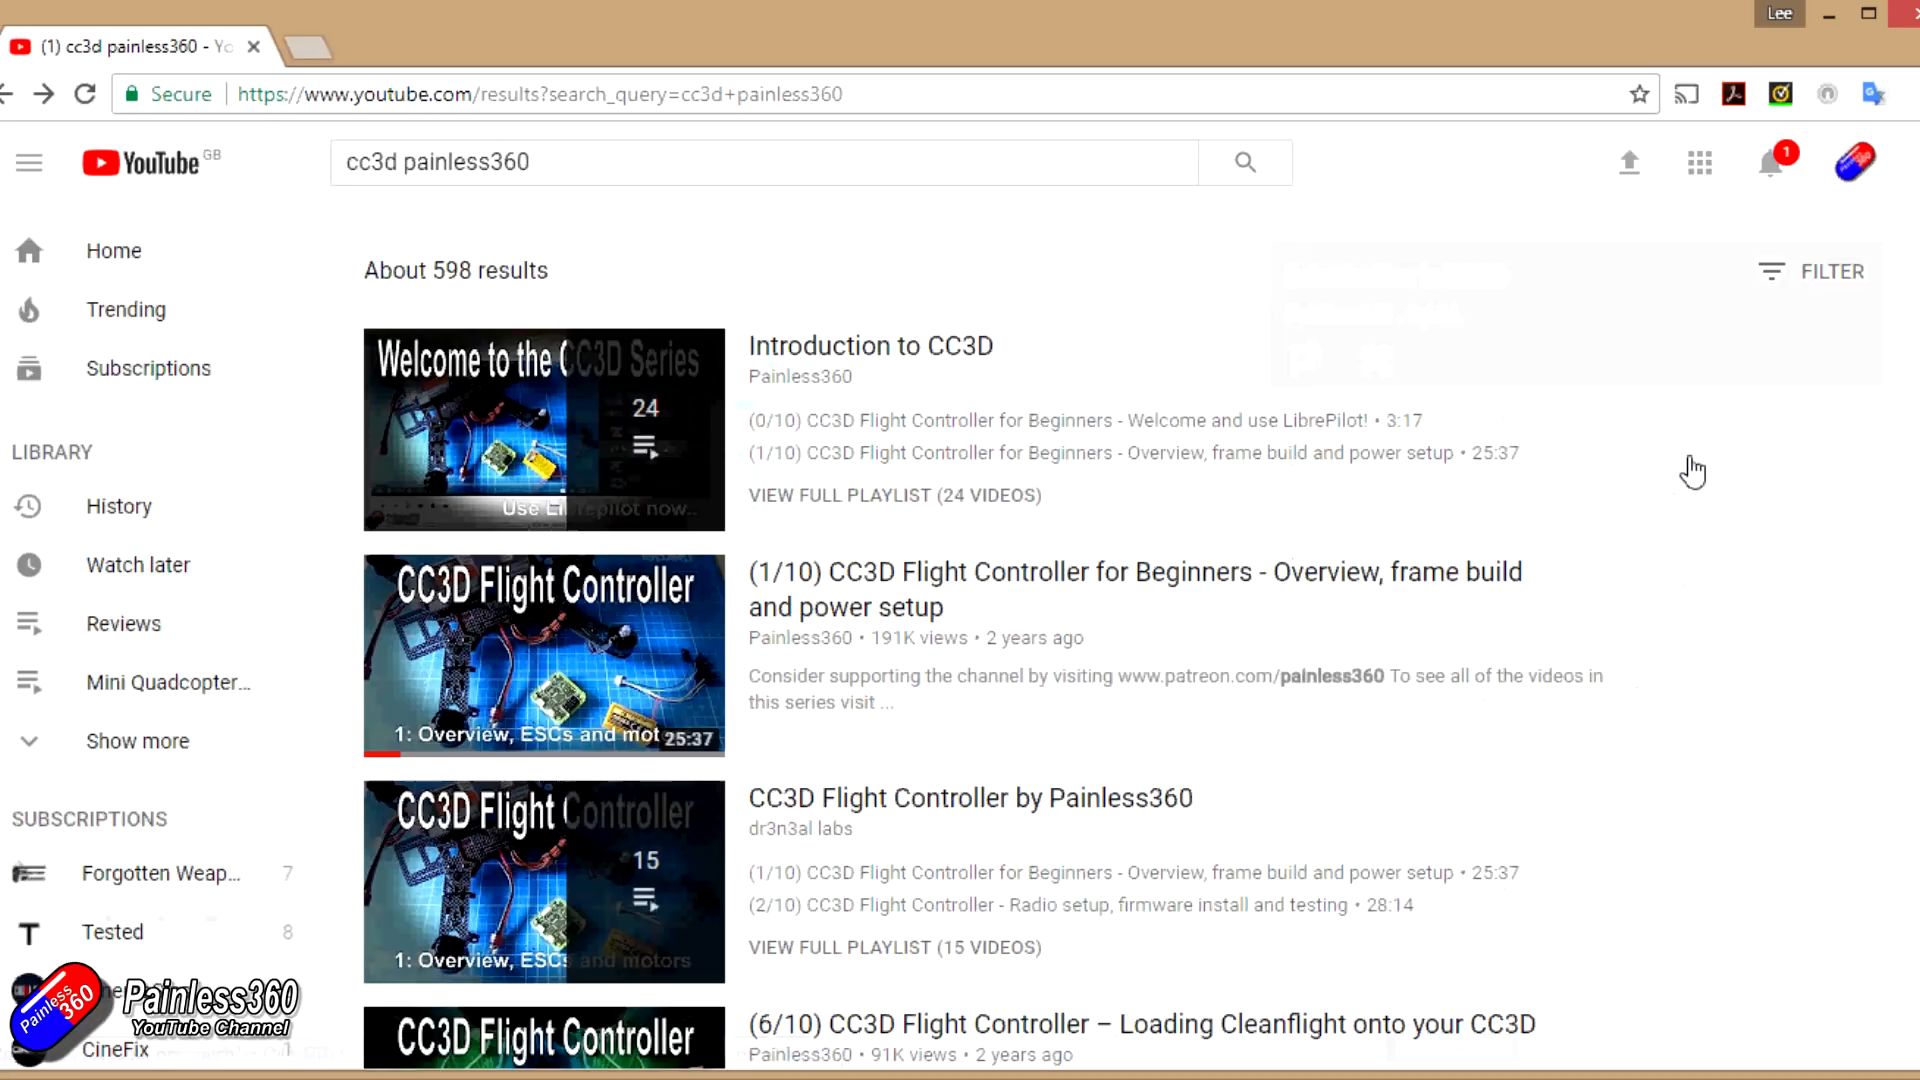 Lee
(1) cc3d painless360 - Yo
Secure
https://www.youtube.com/results?search_query=cc3d+painless360
YouTube GB
cc3d painless360
1
Home
Trending
Subscriptions
LIBRARY
History
Watch later
Reviews
Mini Quadcopter...
Show more
SUBSCRIPTIONS
Forgotten Weap... 7
Tested 8
CineFix 1
About 598 results
FILTER
Welcome to the CC3D Series
24
Use Librepilot now..
Introduction to CC3D
Painless360
(0/10) CC3D Flight Controller for Beginners - Welcome and use LibrePilot! • 3:17
(1/10) CC3D Flight Controller for Beginners - Overview, frame build and power setup • 25:37
VIEW FULL PLAYLIST (24 VIDEOS)
CC3D Flight Controller
1: Overview, ESCs and mot
25:37
(1/10) CC3D Flight Controller for Beginners - Overview, frame build
and power setup
Painless360 • 191K views • 2 years ago
Consider supporting the channel by visiting www.patreon.com/painless360 To see all of the videos in
this series visit ...
CC3D Flight Controller
15
1: Overview, ESCs and motors
CC3D Flight Controller by Painless360
dr3n3al labs
(1/10) CC3D Flight Controller for Beginners - Overview, frame build and power setup • 25:37
(2/10) CC3D Flight Controller - Radio setup, firmware install and testing • 28:14
VIEW FULL PLAYLIST (15 VIDEOS)
CC3D Flight Controller
(6/10) CC3D Flight Controller – Loading Cleanflight onto your CC3D
Painless360 • 91K views • 2 years ago
Painless 360
Painless360
YouTube Channel